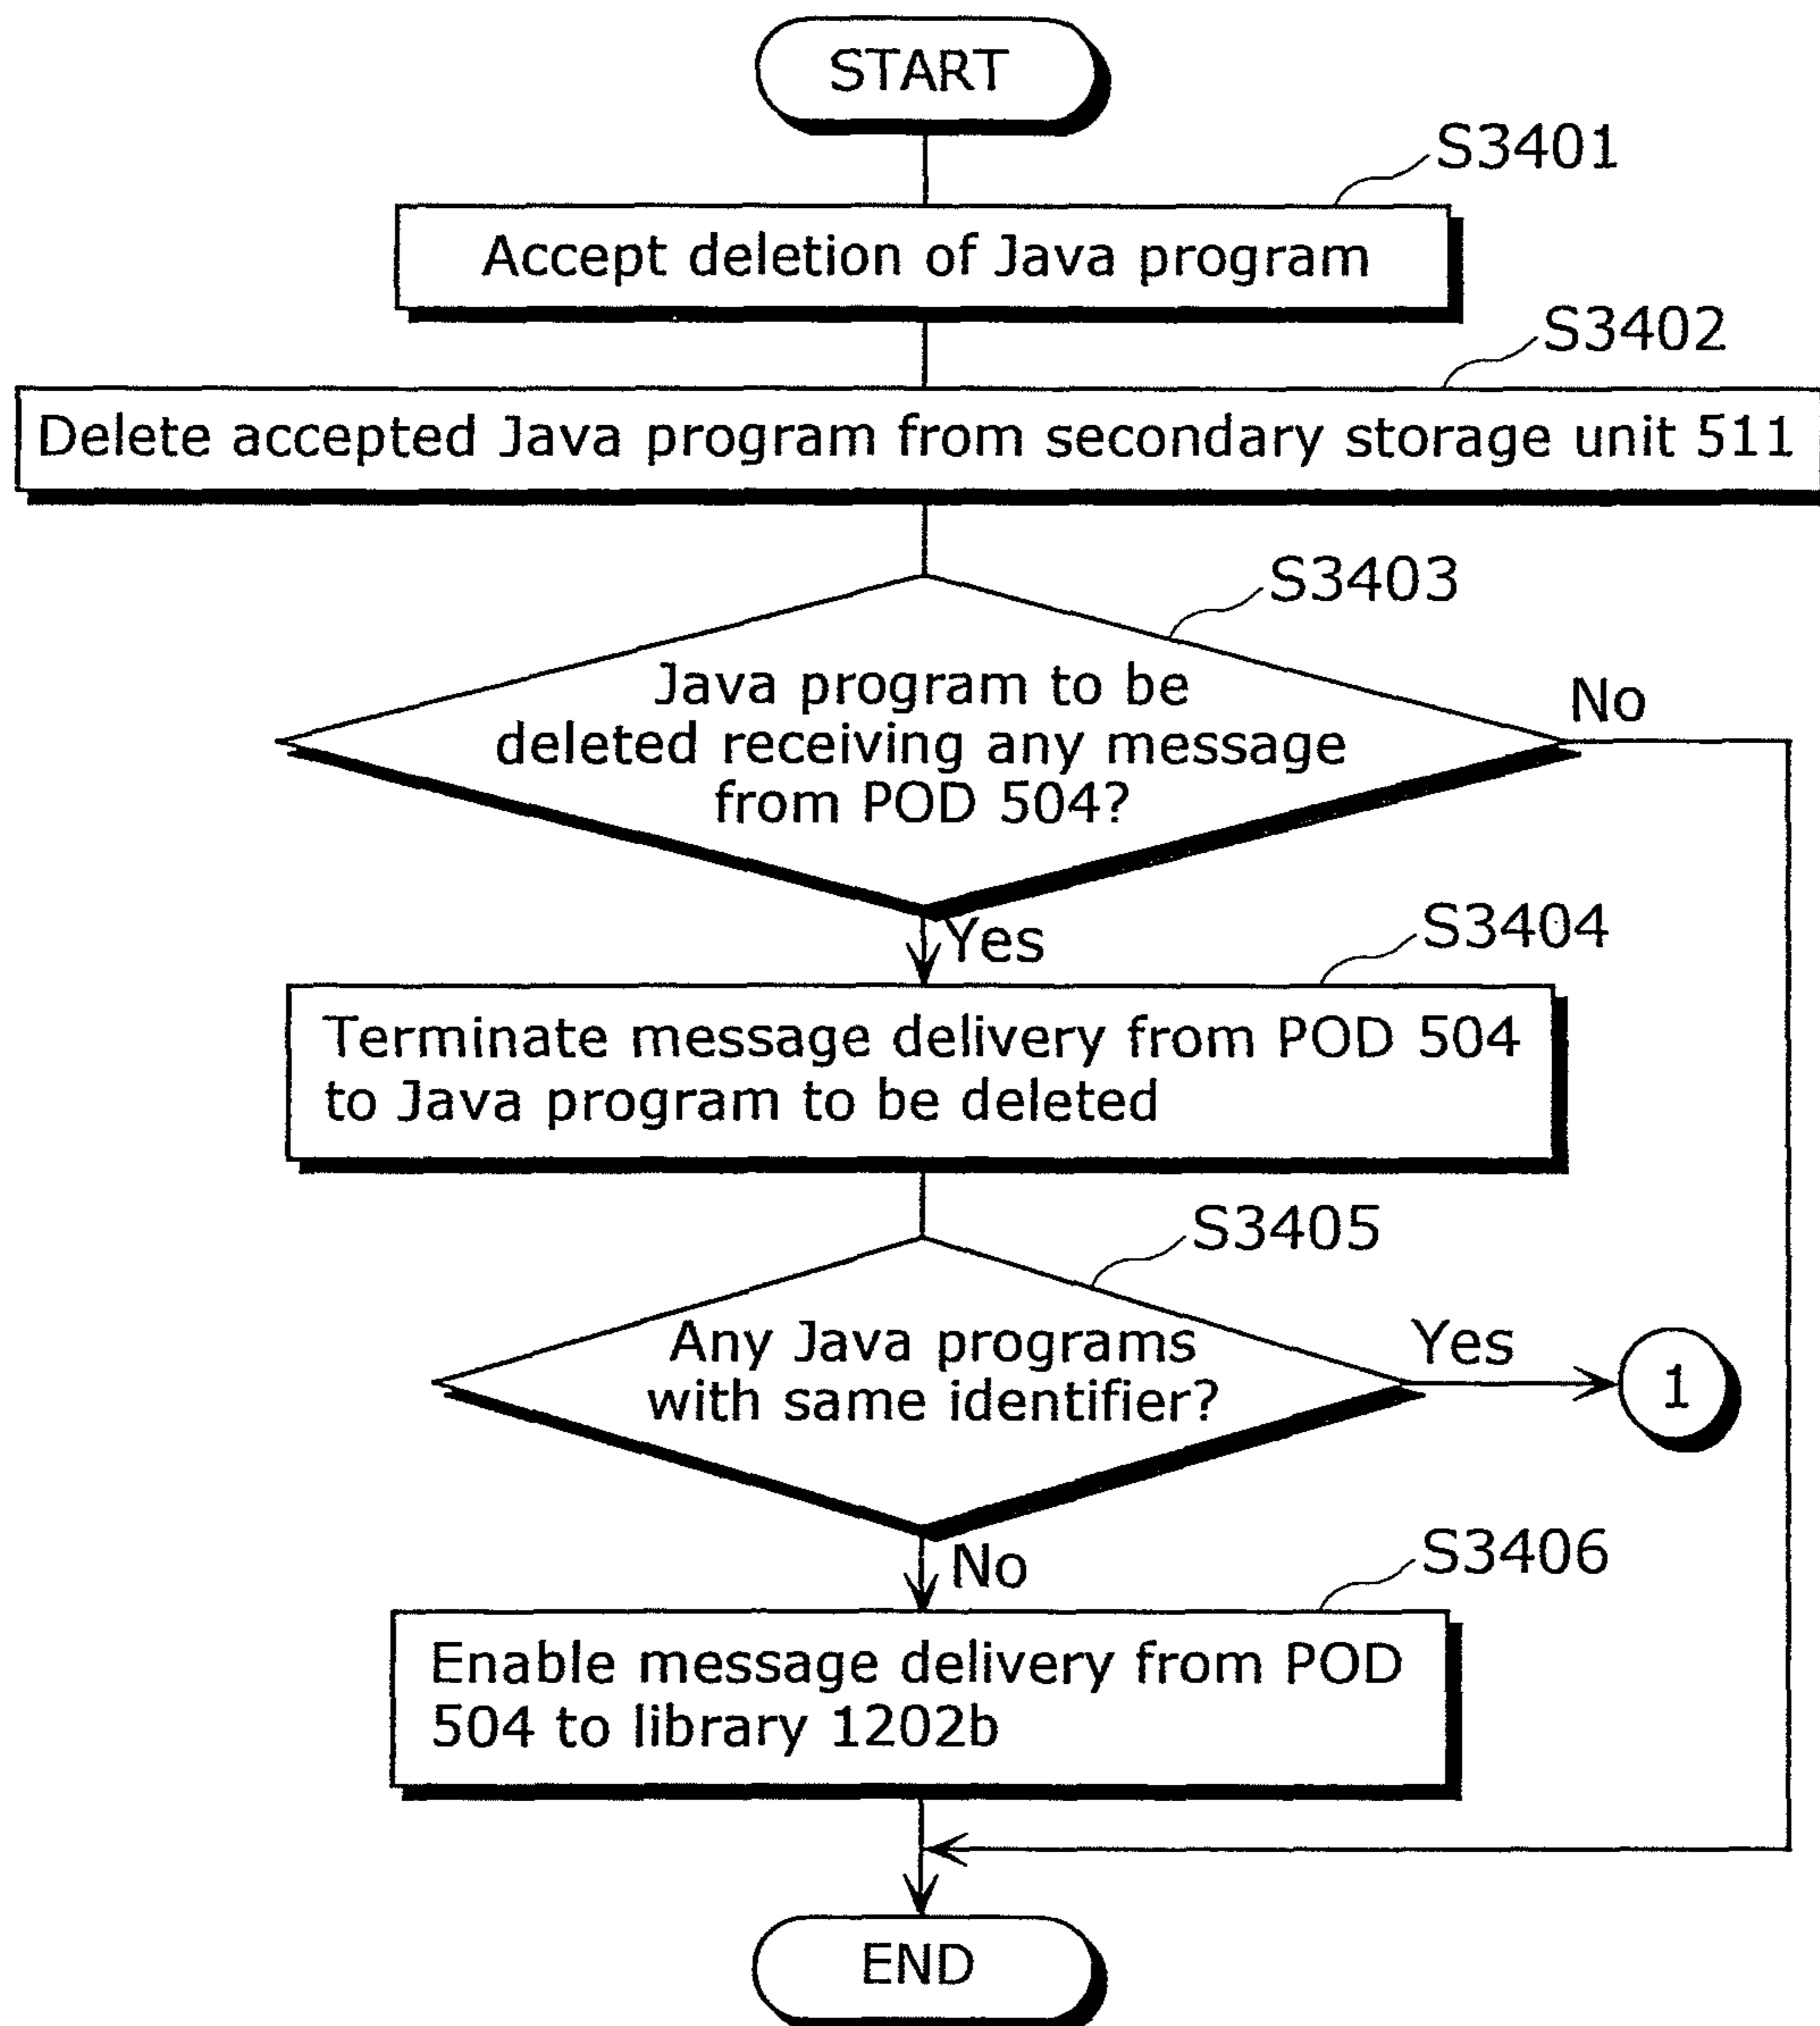 START
S3401
Accept deletion of Java program
S3402
Delete accepted Java program from secondary storage unit 511
S3403
Java program to be
deleted receiving any message
from POD 504?
No
Yes
S3404
Terminate message delivery from POD 504
to Java program to be deleted
S3405
Any Java programs
with same identifier?
Yes
1
No
S3406
Enable message delivery from POD
504 to library 1202b
END